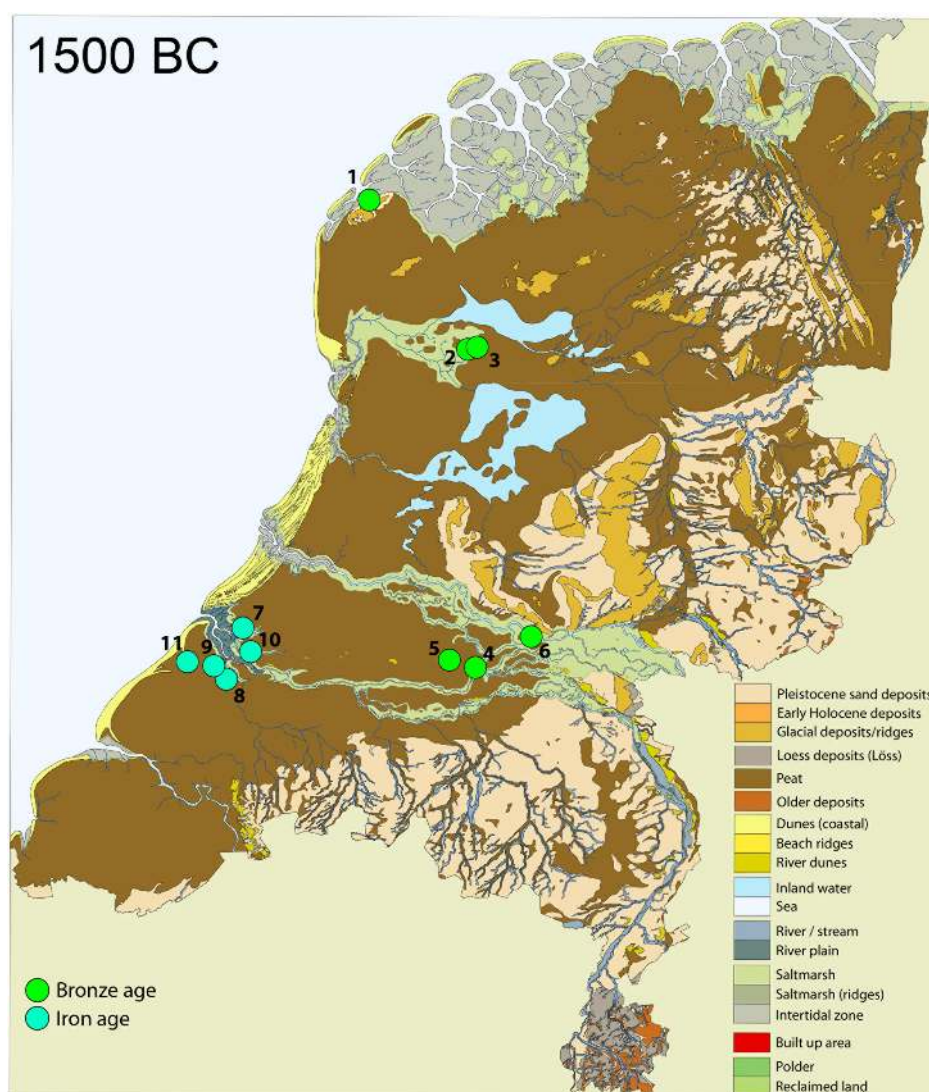 1500 BC
1
2
3
4
5
6
7
8
9
10
11
Bronze age
Iron age
Pleistocene sand deposits
Early Holocene deposits
Glacial deposits/ridges
Loess deposits (Löss)
Peat
Older deposits
Dunes (coastal)
Beach ridges
River dunes
Inland water
Sea
River / stream
River plain
Saltmarsh
Saltmarsh (ridges)
Intertidal zone
Built up area
Polder
Reclaimed land